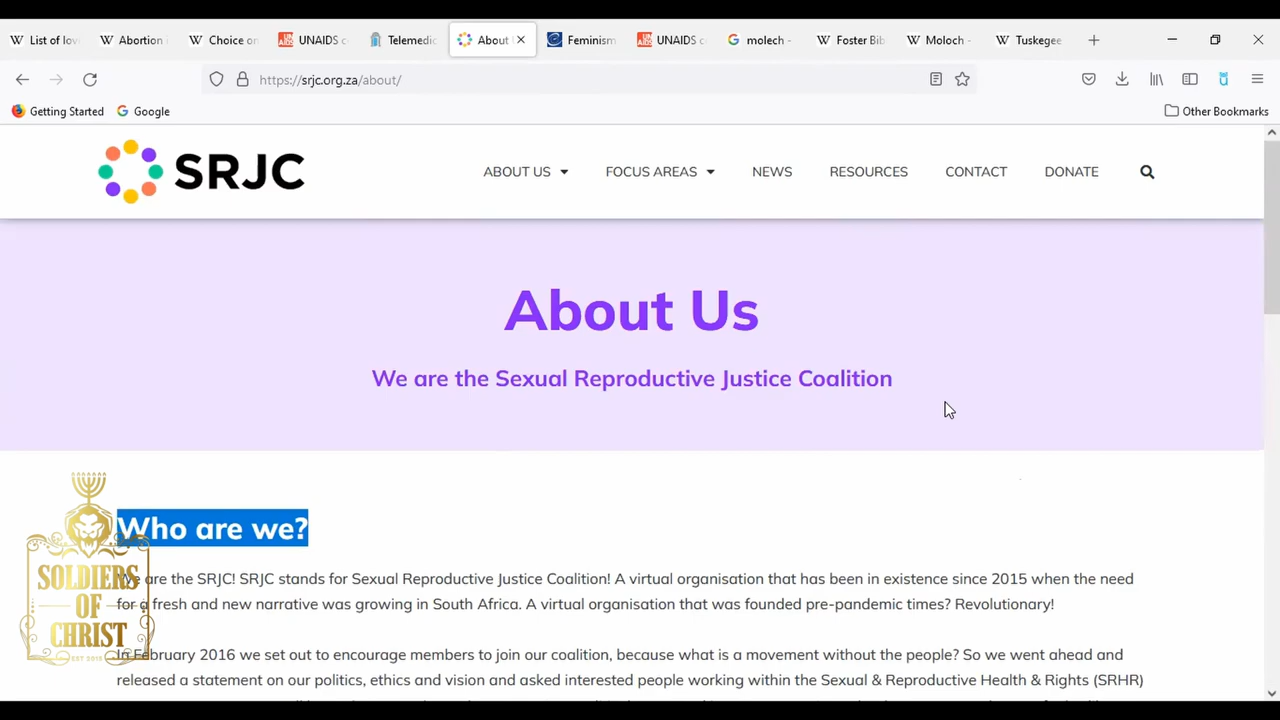 List of lov
Abortion i
Choice on
UNAIDS c
Telemedic
About
Feminism
UNAIDS c
molech -
Foster Bib
Moloch -
Tuskegee
https://srjc.org.za/about/
Getting Started
Google
Other Bookmarks
SRJC
ABOUT US
FOCUS AREAS
NEWS
RESOURCES
CONTACT
DONATE
About Us
We are the Sexual Reproductive Justice Coalition
Who are we?
We are the SRJC! SRJC stands for Sexual Reproductive Justice Coalition! A virtual organisation that has been in existence since 2015 when the need
for a fresh and new narrative was growing in South Africa. A virtual organisation that was founded pre-pandemic times? Revolutionary!
In February 2016 we set out to encourage members to join our coalition, because what is a movement without the people? So we went ahead and
released a statement on our politics, ethics and vision and asked interested people working within the Sexual & Reproductive Health & Rights (SRHR)
SOLDIERS
OF
CHRIST